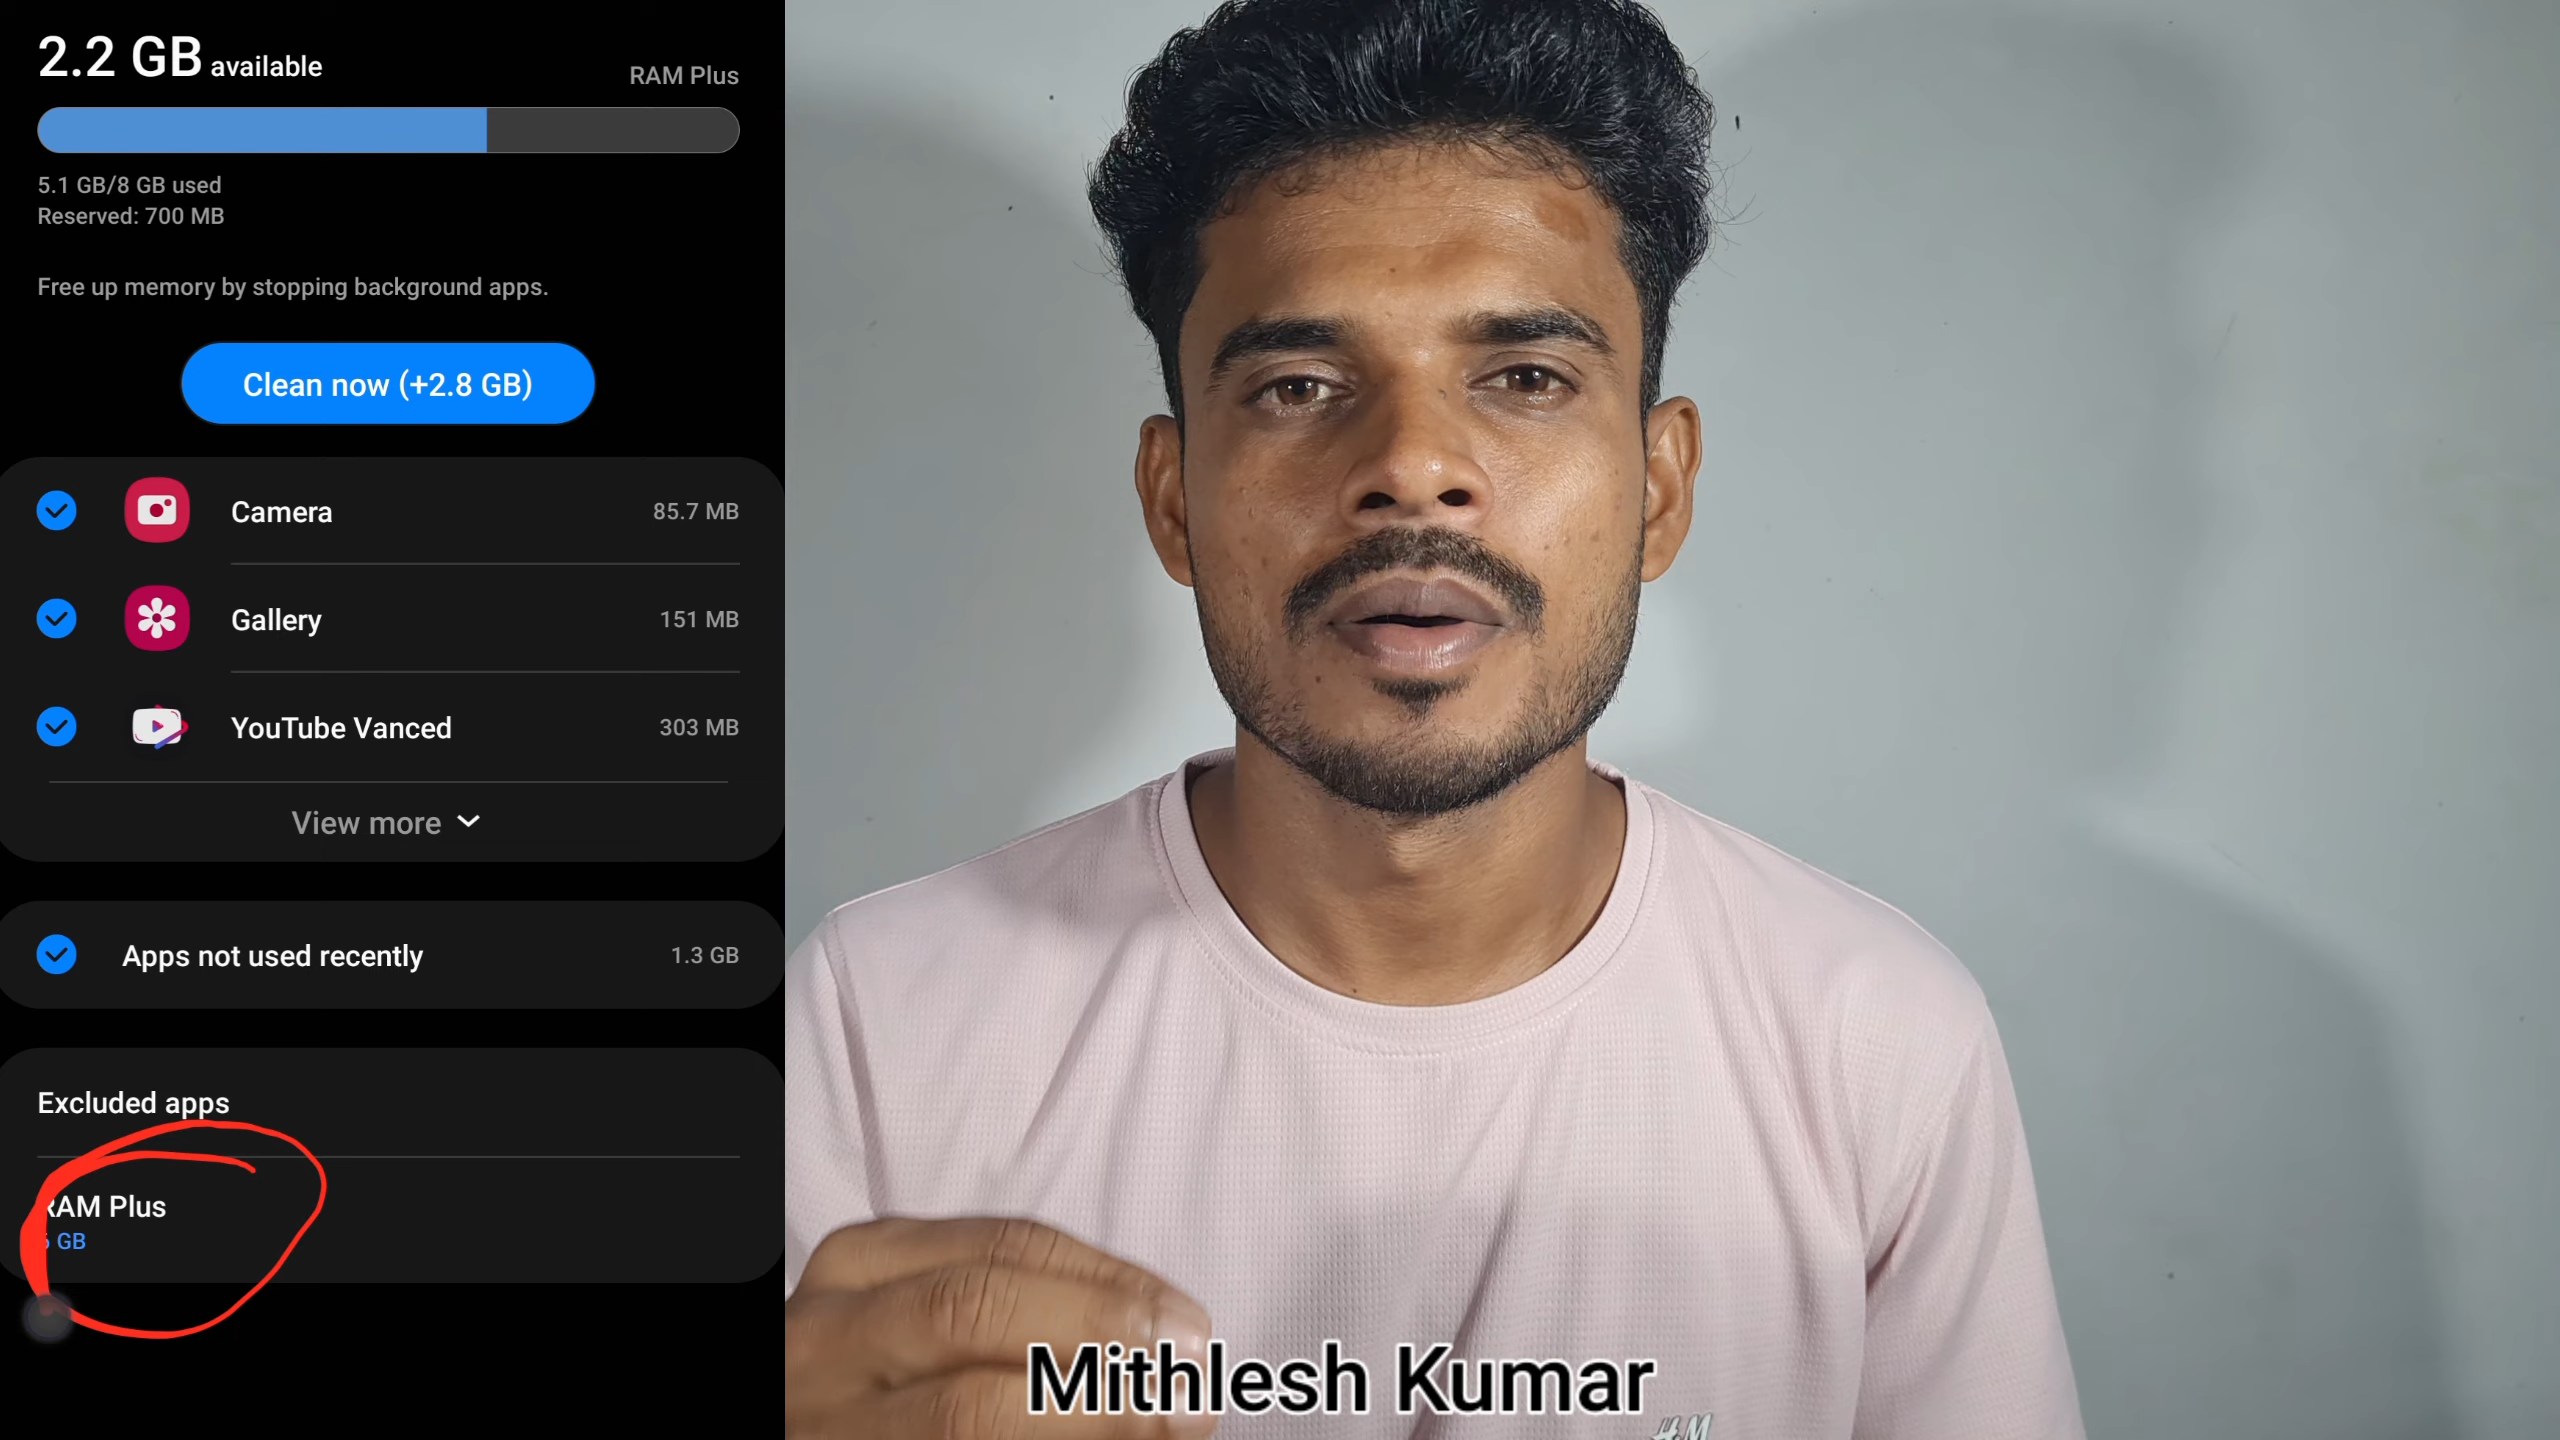 2.2 GB available
RAM Plus
5.1 GB/8 GB used
Reserved: 700 MB
Free up memory by stopping background apps.
Clean now (+2.8 GB)
Camera 85.7 MB
Gallery 151 MB
YouTube Vanced 303 MB
View more
Apps not used recently 1.3 GB
Excluded apps
RAM Plus
GB
Mithlesh Kumar
H&M